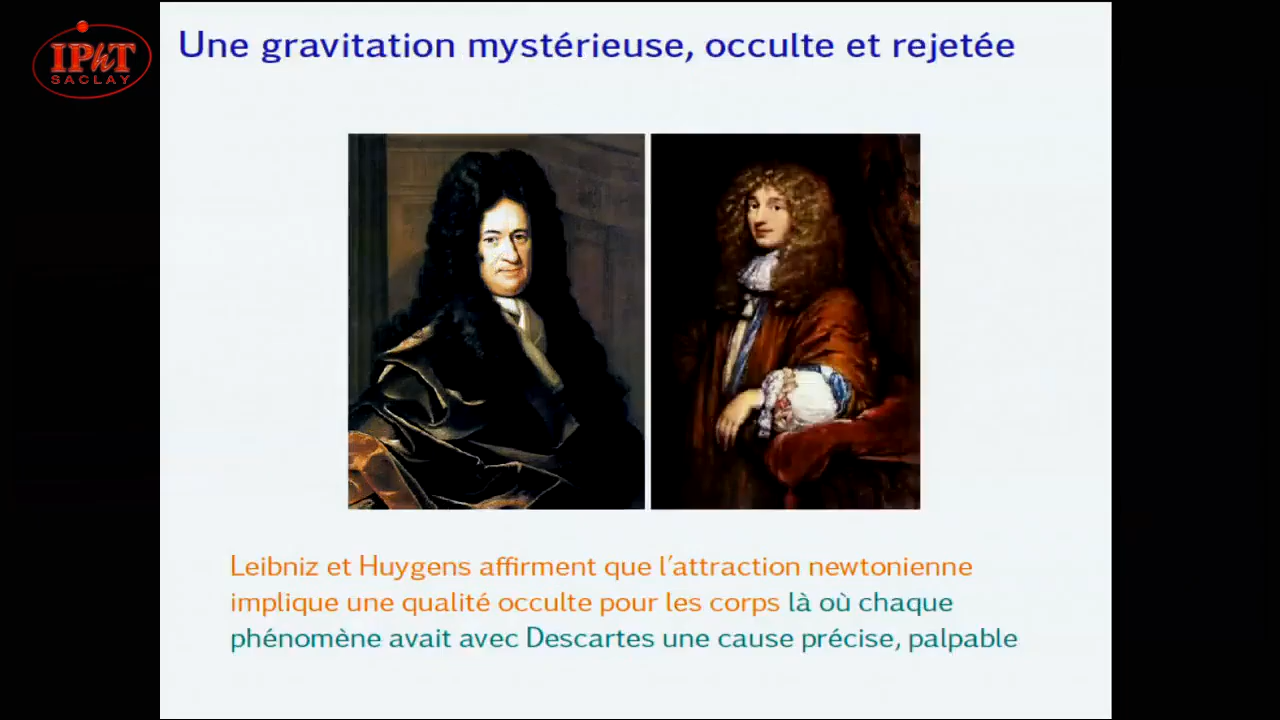 IPhT
SACLAY
Une gravitation mystérieuse, occulte et rejetée
Leibniz et Huygens affirment que l'attraction newtonienne
implique une qualité occulte pour les corps là où chaque
phénomène avait avec Descartes une cause précise, palpable